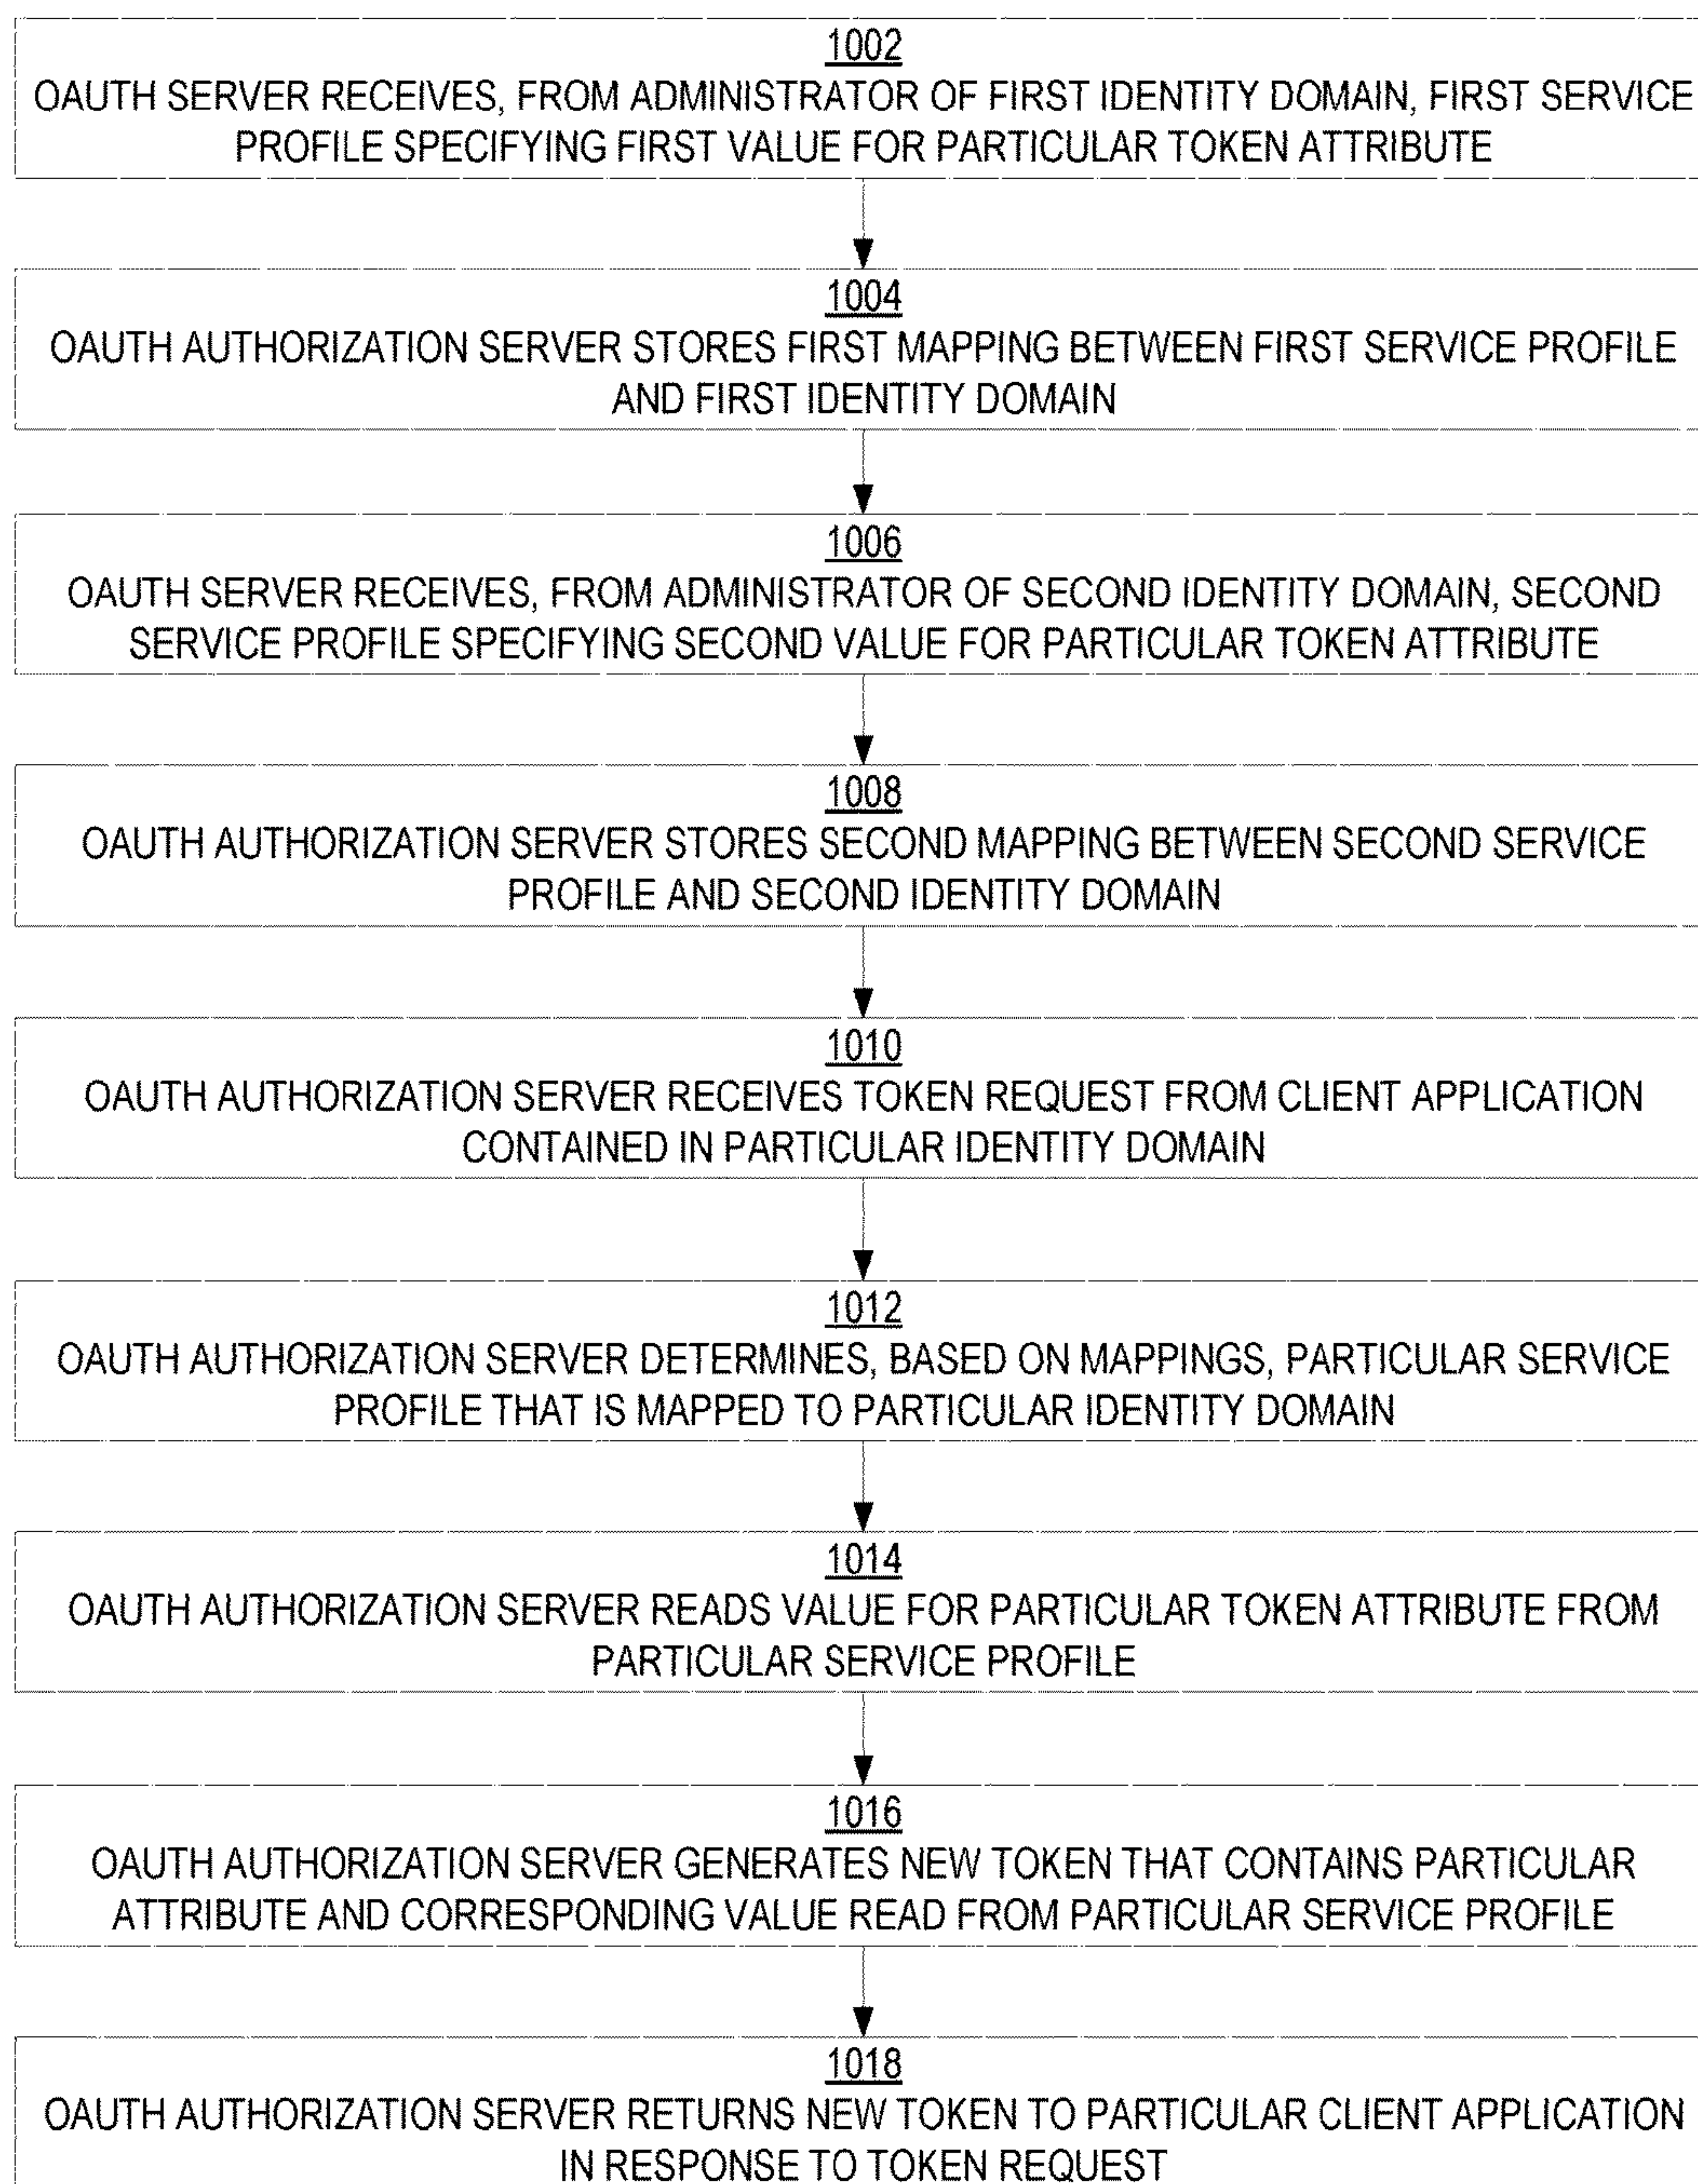 1002
OAUTH SERVER RECEIVES, FROM ADMINISTRATOR OF FIRST IDENTITY DOMAIN, FIRST SERVICE
PROFILE SPECIFYING FIRST VALUE FOR PARTICULAR TOKEN ATTRIBUTE
1004
OAUTH AUTHORIZATION SERVER STORES FIRST MAPPING BETWEEN FIRST SERVICE PROFILE
AND FIRST IDENTITY DOMAIN
1006
OAUTH SERVER RECEIVES, FROM ADMINISTRATOR OF SECOND IDENTITY DOMAIN, SECOND
SERVICE PROFILE SPECIFYING SECOND VALUE FOR PARTICULAR TOKEN ATTRIBUTE
1008
OAUTH AUTHORIZATION SERVER STORES SECOND MAPPING BETWEEN SECOND SERVICE
PROFILE AND SECOND IDENTITY DOMAIN
1010
OAUTH AUTHORIZATION SERVER RECEIVES TOKEN REQUEST FROM CLIENT APPLICATION
CONTAINED IN PARTICULAR IDENTITY DOMAIN
1012
OAUTH AUTHORIZATION SERVER DETERMINES, BASED ON MAPPINGS, PARTICULAR SERVICE
PROFILE THAT IS MAPPED TO PARTICULAR IDENTITY DOMAIN
1014
OAUTH AUTHORIZATION SERVER READS VALUE FOR PARTICULAR TOKEN ATTRIBUTE FROM
PARTICULAR SERVICE PROFILE
1016
OAUTH AUTHORIZATION SERVER GENERATES NEW TOKEN THAT CONTAINS PARTICULAR
ATTRIBUTE AND CORRESPONDING VALUE READ FROM PARTICULAR SERVICE PROFILE
1018
OAUTH AUTHORIZATION SERVER RETURNS NEW TOKEN TO PARTICULAR CLIENT APPLICATION
IN RESPONSE TO TOKEN REQUEST